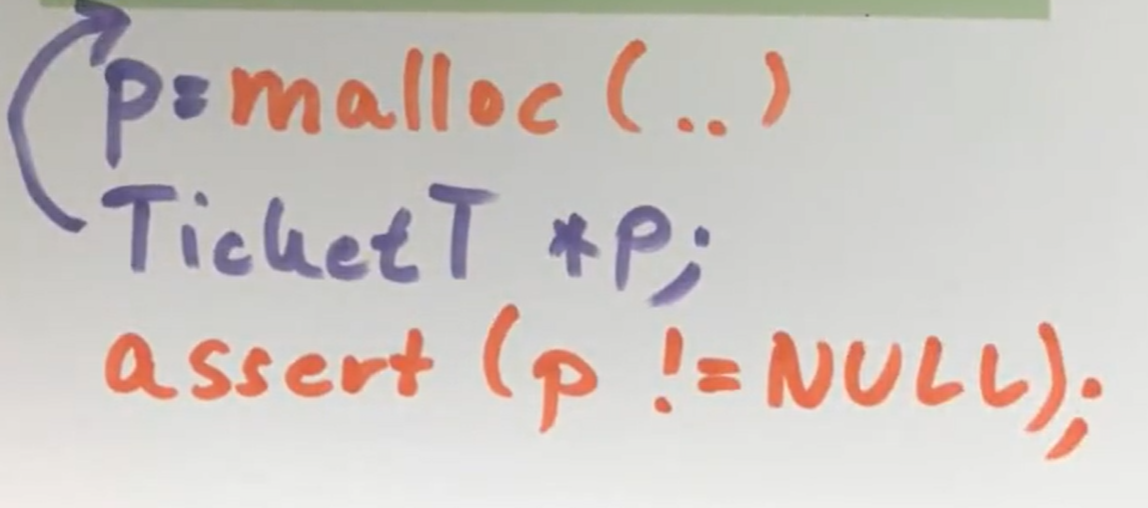 p=malloc (..)
TicketT *p;
assert (p !=NULL);